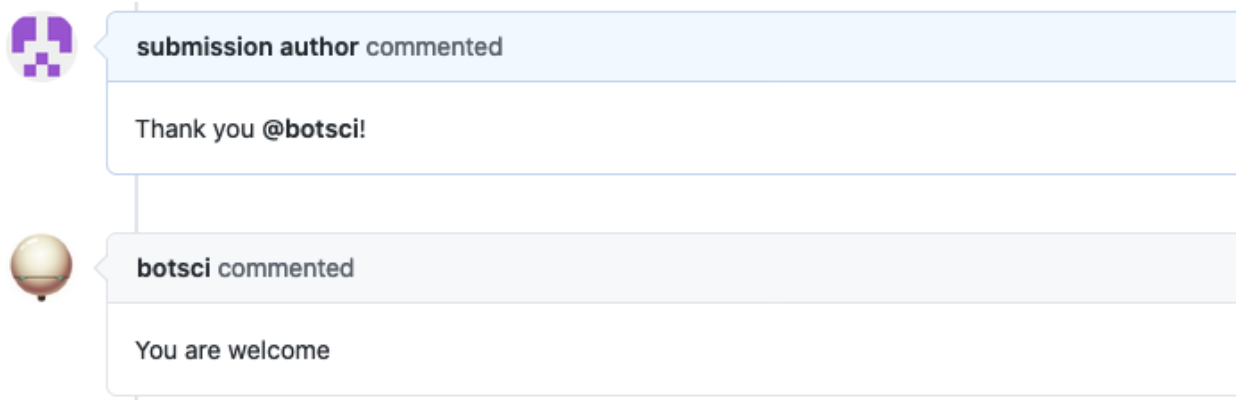 submission author commented
Thank you @botsci!
botsci commented
You are welcome